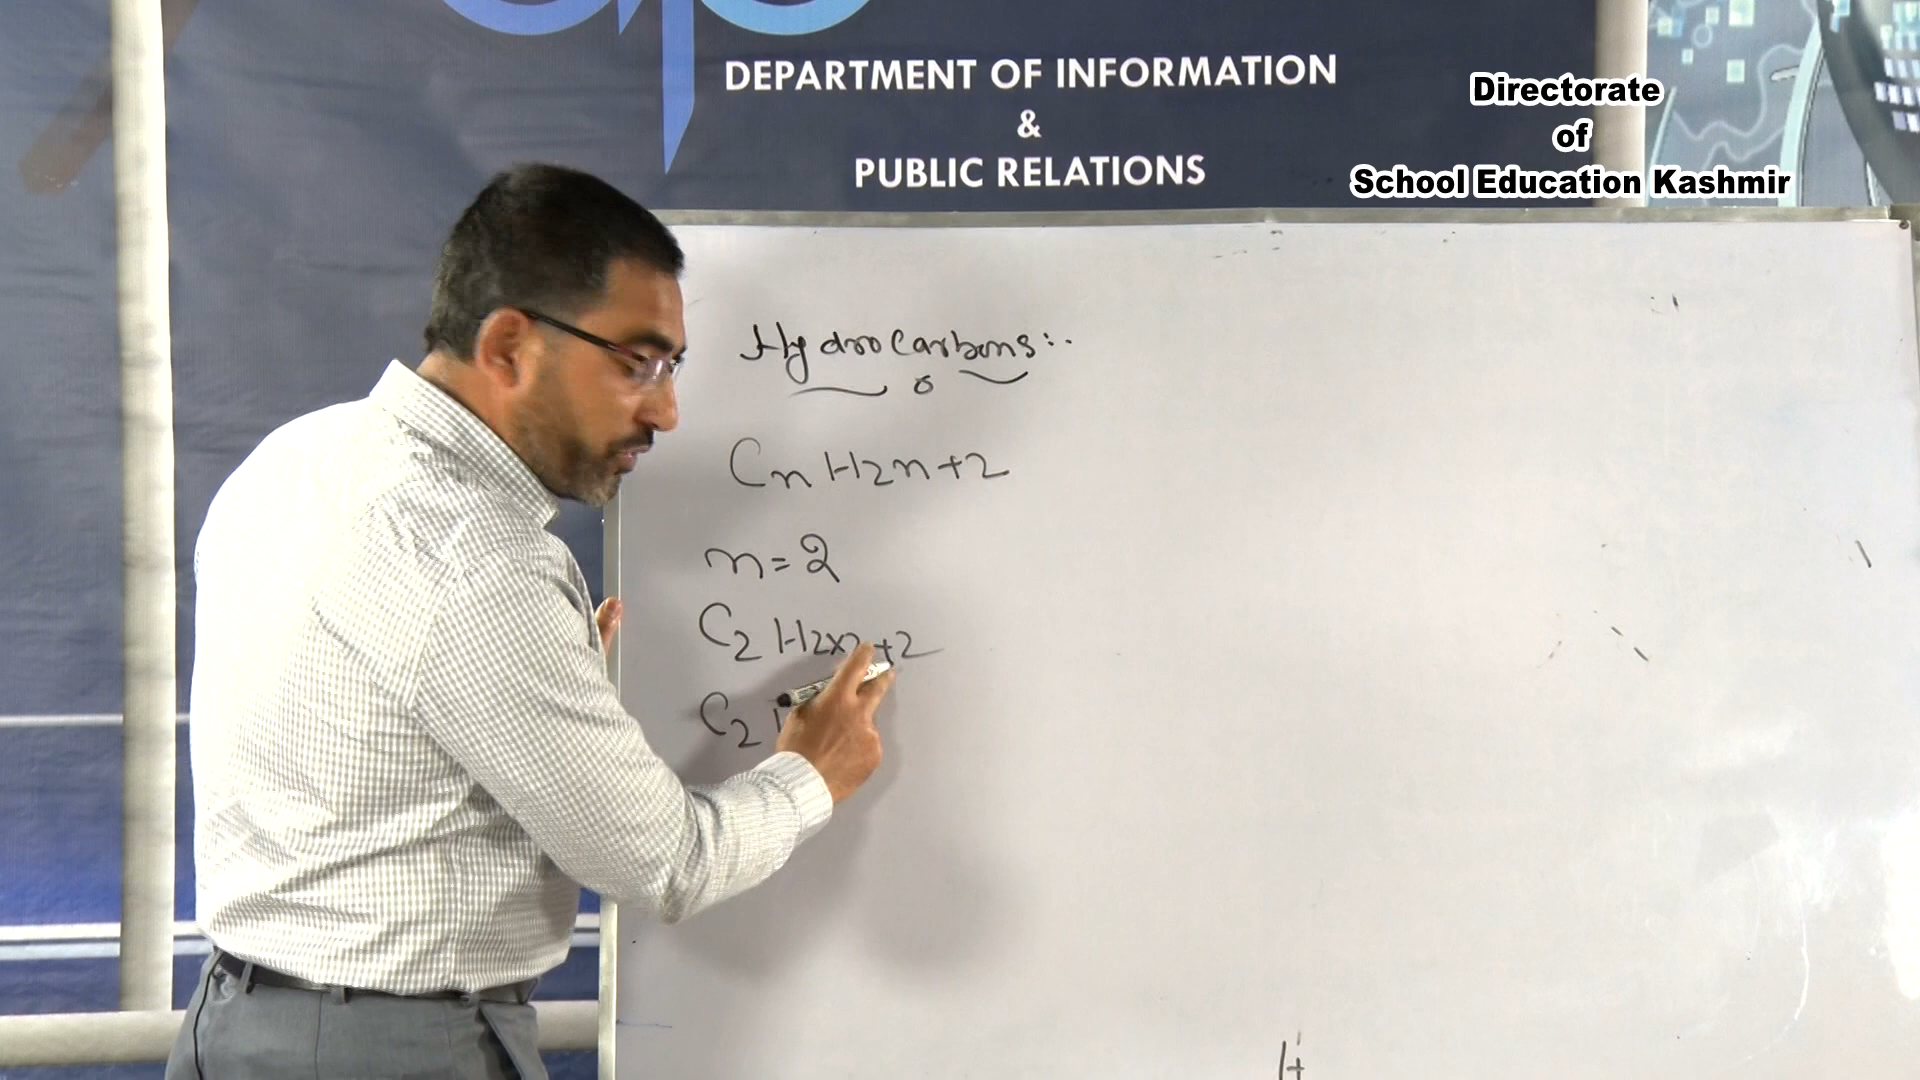 DEPARTMENT OF INFORMATION
&
PUBLIC RELATIONS
Directorate
of
School Education Kashmir
Hydrocarbons:.
CnH2n+2
n=2
C2H2x2+2
C2
H